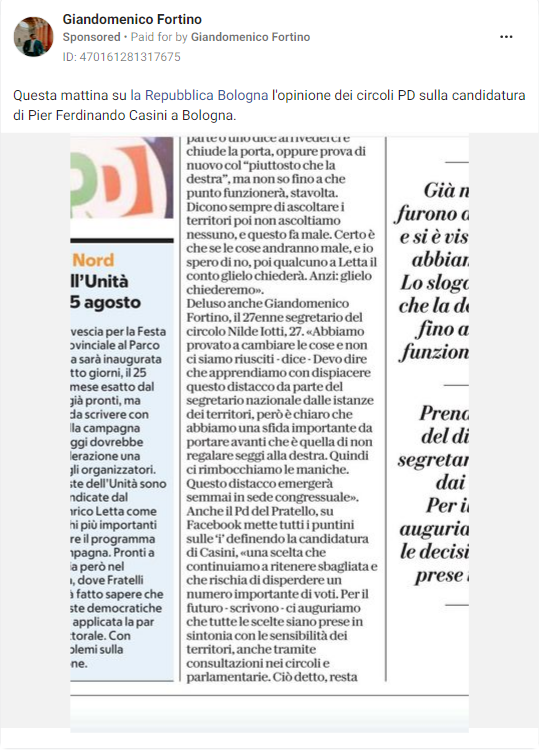 Giandomenico Fortino
Sponsored • Paid for by Giandomenico Fortino
ID: 470161281317675
Questa mattina su la Repubblica Bologna l'opinione dei circoli PD sulla candidatura
di Pier Ferdinando Casini a Bologna.
PD
Nord
ll'Unità
5 agosto
vescia per la Festa
ovinciale al Parco
a sarà inaugurata
tto giorni, il 25
mese esatto dal
già pronti, ma
da scrivere con
lla campagna
ggi dovrebbe
lerazione una
gli organizzatori.
ste dell'Unità sono
ndicate dal
nrico Letta come
hi più importanti
re il programma
mpagna. Pronti a
a però nel
, dove Fratelli
à fatto sapere che
ste democratiche
applicata la par
torale. Con
olemi sulla
ne.
parte o uno dice arrivederci e
chiude la porta, oppure prova di
nuovo col “piuttosto che la
destra”, ma non so fino a che
punto funzionerà, stavolta.
Dicono sempre di ascoltare i
territori poi non ascoltiamo
nessuno, e questo fa male. Certo è
che se le cose andranno male, e io
spero di no, poi qualcuno a Letta il
conto glielo chiederà. Anzi: glielo
chiederemo».
Deluso anche Giandomenico
Fortino, il 27enne segretario del
circolo Nilde Iotti, 27. «Abbiamo
provato a cambiare le cose e non
ci siamo riusciti - dice - Devo dire
che apprendiamo con dispiacere
questo distacco da parte del
segretario nazionale dalle istanze
dei territori, però è chiaro che
abbiamo una sfida importante da
portare avanti che è quella di non
regalare seggi alla destra. Quindi
ci rimbocchiamo le maniche.
Questo distacco emergerà
semmai in sede congressuale».
Anche il Pd del Pratello, su
Facebook mette tutti i puntini
sulle ‘i’ definendo la candidatura
di Casini, «una scelta che
continuiamo a ritenere sbagliata e
che rischia di disperdere un
numero importante di voti. Per il
futuro - scrivono - ci auguriamo
che tutte le scelte siano prese in
sintonia con le sensibilità dei
territori, anche tramite
consultazioni nei circoli e
parlamentarie. Ciò detto, resta
Già n
furono a
e si è vis
abbian
Lo sloga
che la de
fino a
funzion
Prend
del di
segretar
dai
Per il
auguria
le decisi
prese